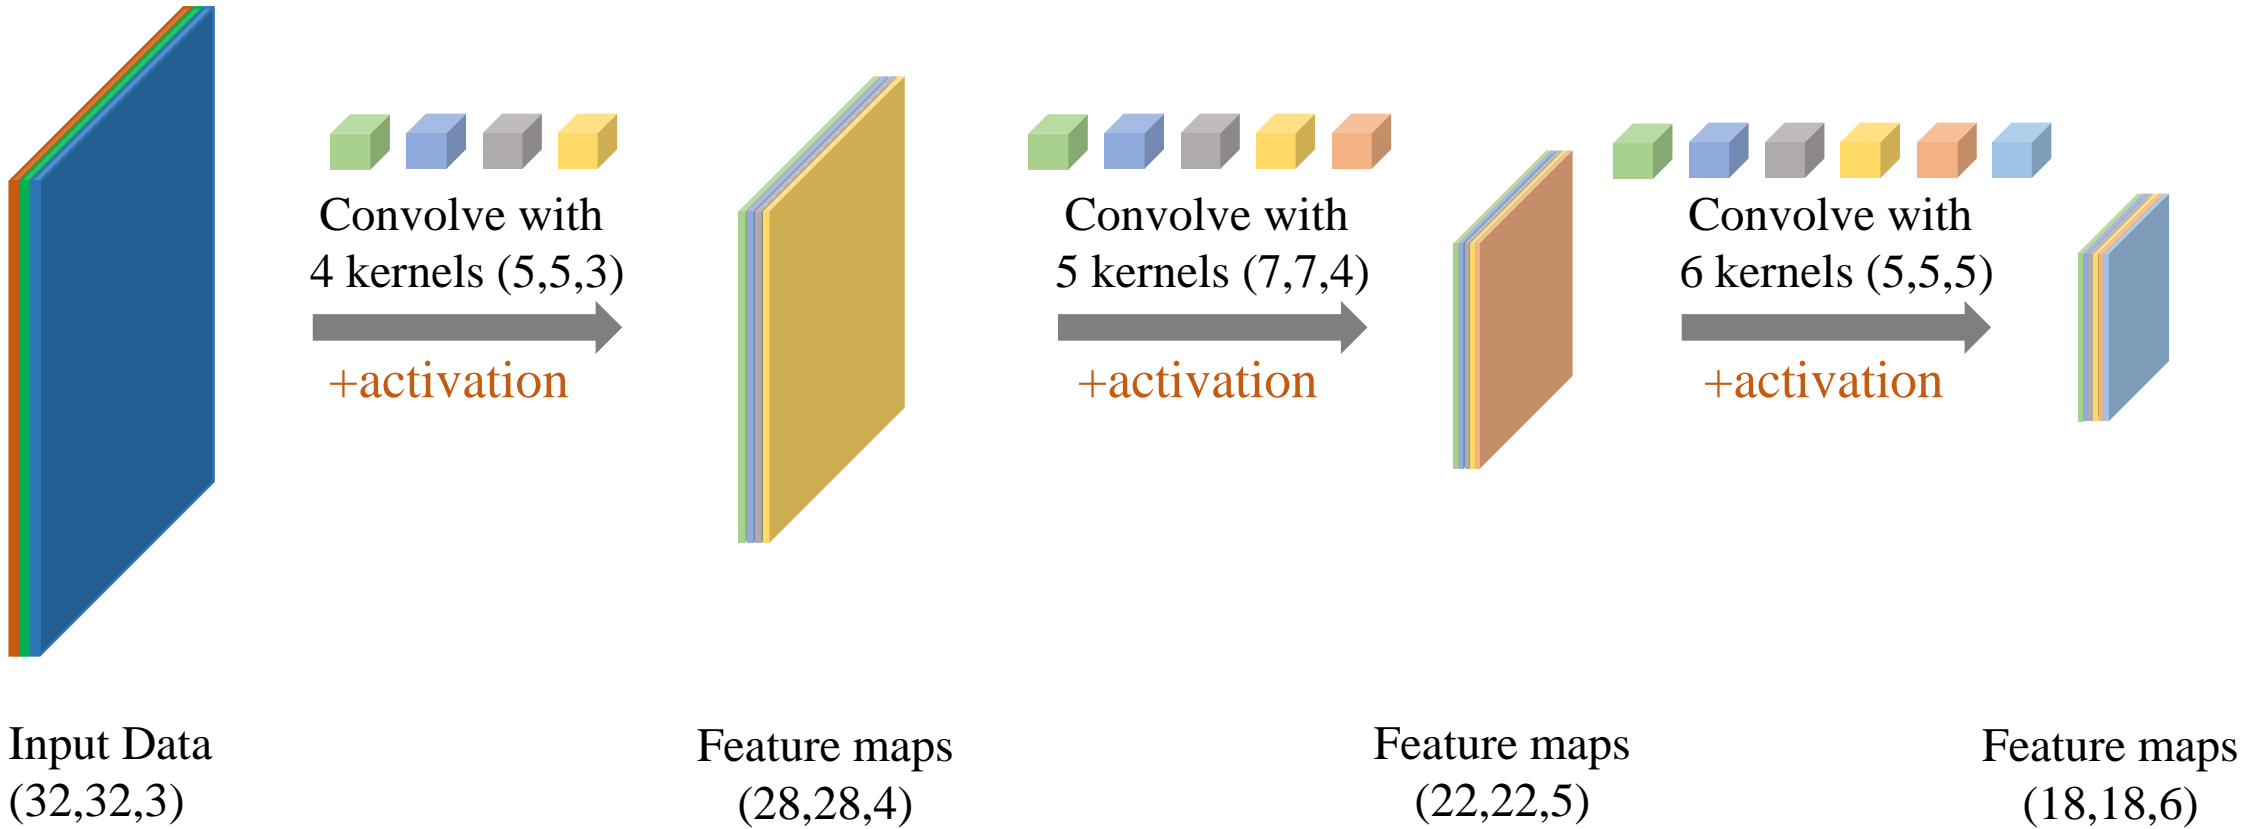 Convolve with
4 kernels (5,5,3)
+activation
Convolve with
5 kernels (7,7,4)
+activation
Convolve with
6 kernels (5,5,5)
+activation
Input Data
(32,32,3)
Feature maps
(28,28,4)
Feature maps
(22,22,5)
Feature maps
(18,18,6)